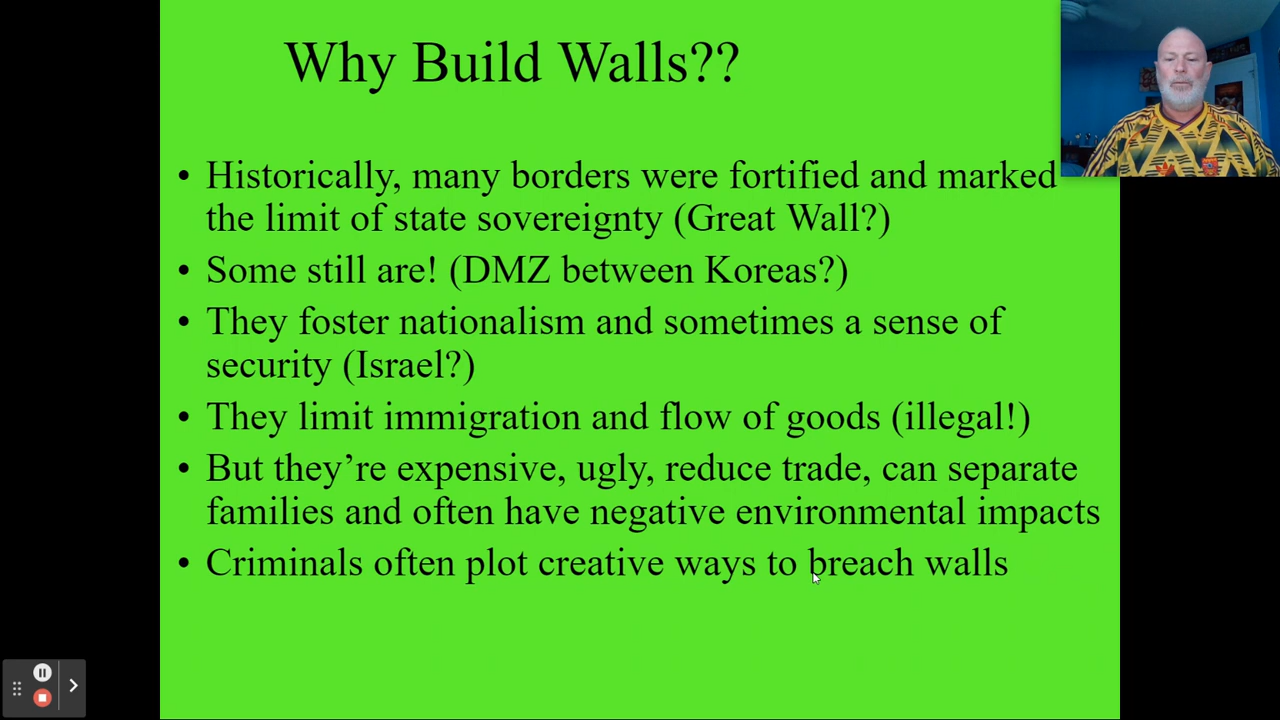 Why Build Walls??
• Historically, many borders were fortified and marked
the limit of state sovereignty (Great Wall?)
• Some still are! (DMZ between Koreas?)
• They foster nationalism and sometimes a sense of
security (Israel?)
• They limit immigration and flow of goods (illegal!)
• But they’re expensive, ugly, reduce trade, can separate
families and often have negative environmental impacts
• Criminals often plot creative ways to breach walls